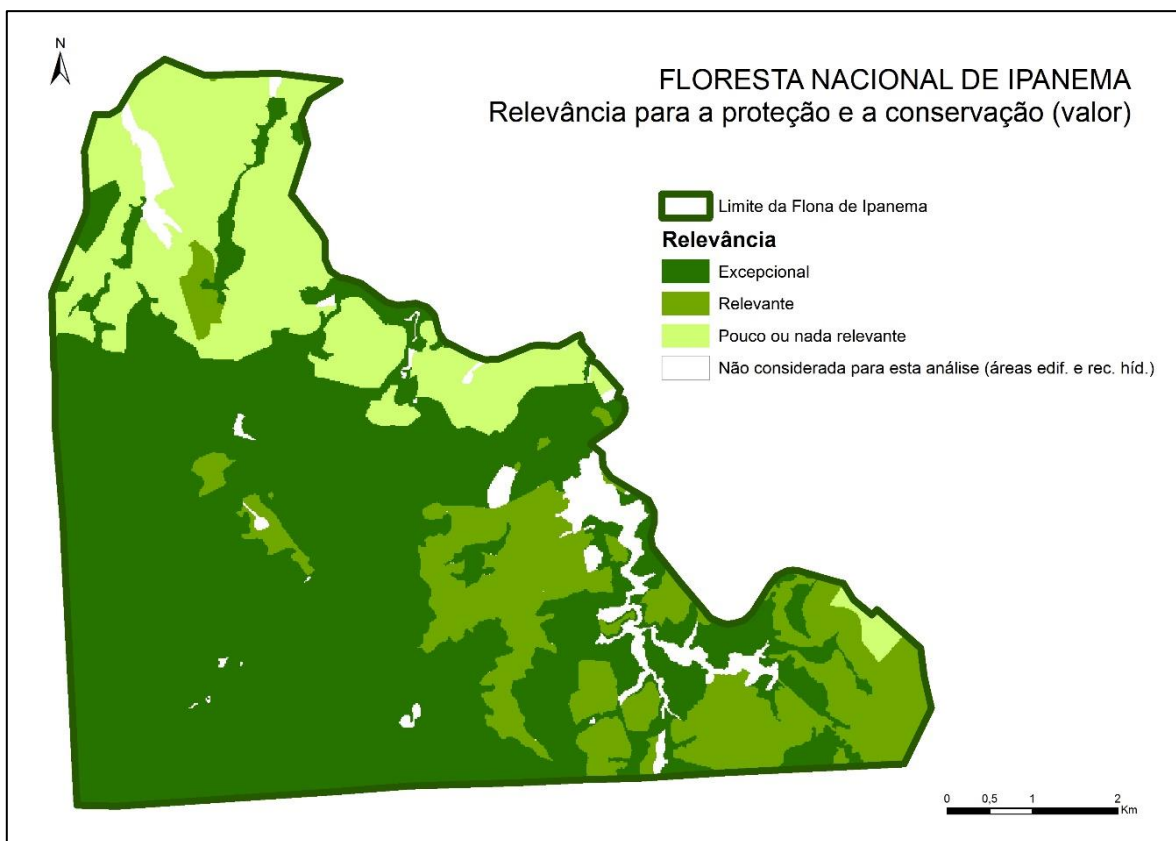 N
FLORESTA NACIONAL DE IPANEMA
Relevância para a proteção e a conservação (valor)
Limite da Flona de Ipanema
Relevância
Excepcional
Relevante
Pouco ou nada relevante
Não considerada para esta análise (áreas edif. e rec. híd.)
0 0,5 1 2
Km